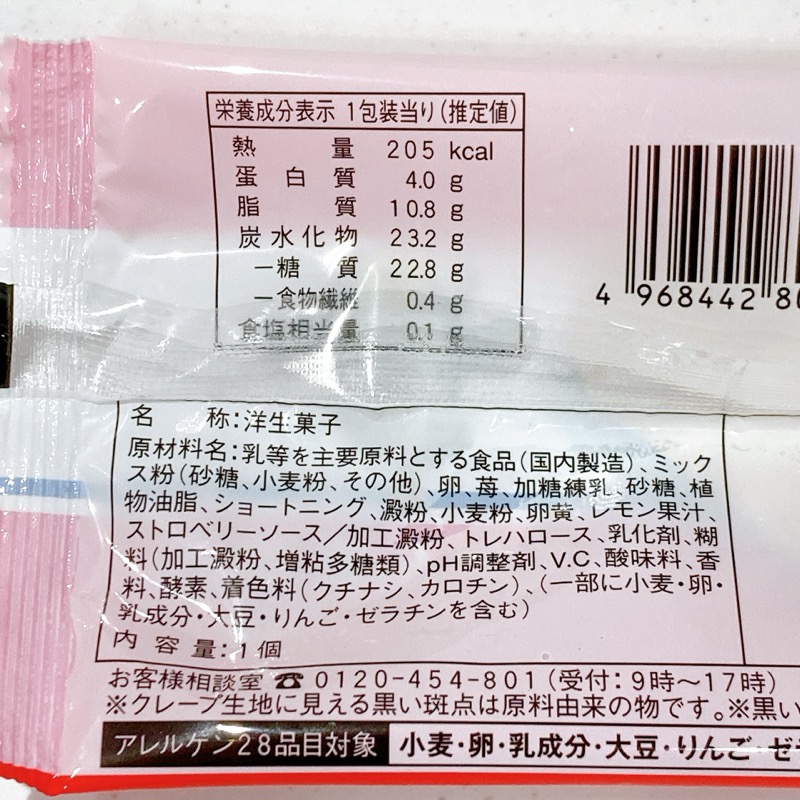 栄養成分表示 1包装当り(推定値)
熱量 205 kcal
蛋白質 4.0 g
脂質 10.8 g
炭水化物 23.2 g
－糖質 22.8 g
－食物繊維 0.4 g
食塩相当量 0.1 g
4 968442 80
名称:洋生菓子
原材料名:乳等を主要原料とする食品(国内製造)、ミック
ス粉(砂糖、小麦粉、その他)、卵、苺、加糖練乳、砂糖、植
物油脂、ショートニング、澱粉、小麦粉、卵黄、レモン果汁、
ストロベリーソース/加工澱粉、トレハロース、乳化剤、糊
料(加工澱粉、増粘多糖類)、pH調整剤、V.C、酸味料、香
料、酵素、着色料(クチナシ、カロチン)、(一部に小麦・卵・
乳成分・大豆・りんご・ゼラチンを含む)
内容量:1個
お客様相談室☎0120-454-801(受付:9時～17時)
※クレープ生地に見える黒い斑点は原料由来の物です。※黒い
アレルゲン28品目対象 小麦・卵・乳成分・大豆・りんご・ゼラ